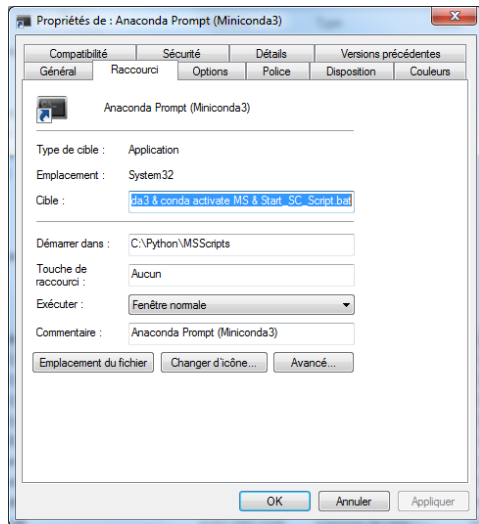 Propriétés de : Anaconda Prompt (Miniconda3)
Compatibilité Sécurité Détails Versions précédentes
Général Raccourci Options Police Disposition Couleurs
Anaconda Prompt (Miniconda3)
Type de cible : Application
Emplacement : System32
Cible : da3 & conda activate MS & Start_SC_Script.bat
Démarrer dans : C:\Python\MSScripts
Touche de
raccourci : Aucun
Exécuter : Fenêtre normale
Commentaire : Anaconda Prompt (Miniconda3)
Emplacement du fichier Changer d'icône... Avancé...
OK Annuler Appliquer